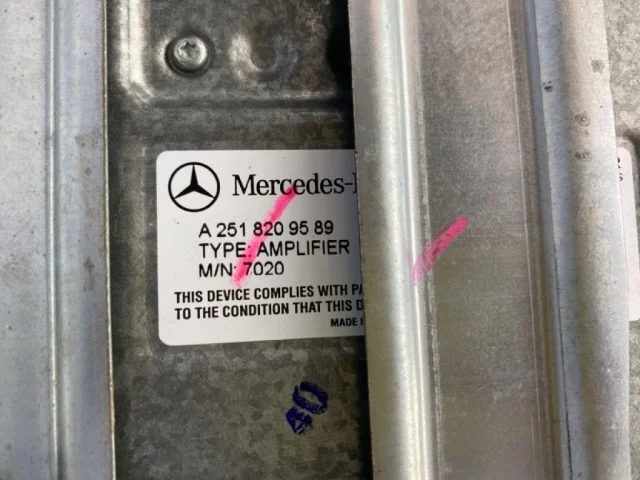 Mercedes-
A 251 820 95 89
TYPE: AMPLIFIER
M/N: 7020
THIS DEVICE COMPLIES WITH PA
TO THE CONDITION THAT THIS D
MADE I
40